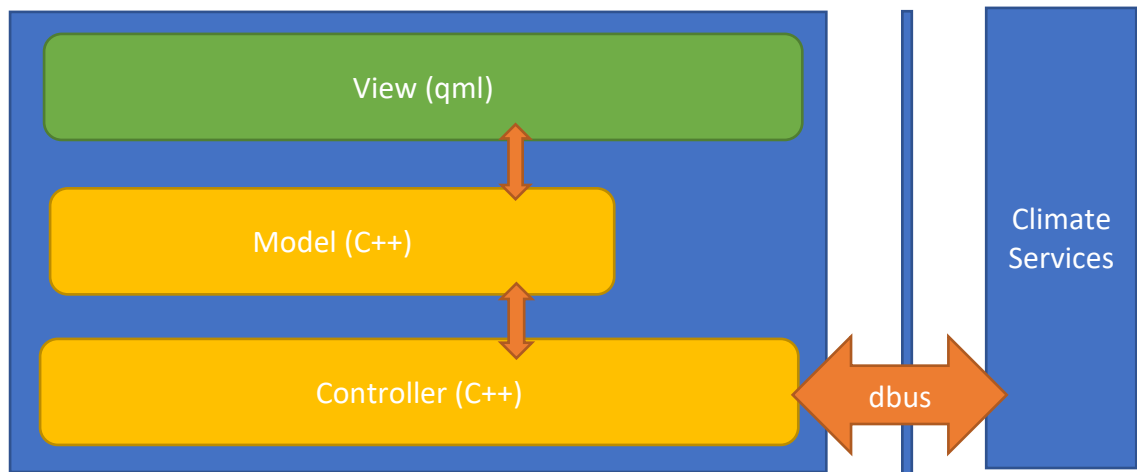 View (qml)
Model (C++)
Climate
Services
Controller (C++)
dbus